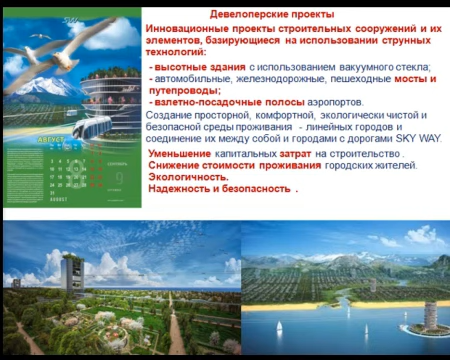 Девелоперские проекты
Инновационные проекты строительных сооружений и их
элементов, базирующиеся на использовании струнных
технологий:
- высотные здания с использованием вакуумного стекла;
- автомобильные, железнодорожные, пешеходные мосты и
путепроводы;
- взлетно-посадочные полосы аэропортов.
Создание просторной, комфортной, экологически чистой и
безопасной среды проживания - линейных городов и
соединение их между собой и городами с дорогами SKY WAY.
Уменьшение капитальных затрат на строительство .
Снижение стоимости проживания городских жителей.
Экологичность.
Надежность и безопасность .
АВГУСТ
AUGUST